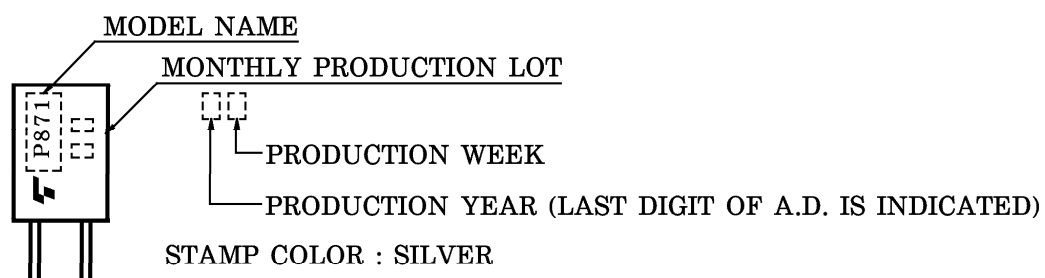 MODEL NAME
MONTHLY PRODUCTION LOT
P871
PRODUCTION WEEK
PRODUCTION YEAR (LAST DIGIT OF A.D. IS INDICATED)
STAMP COLOR : SILVER